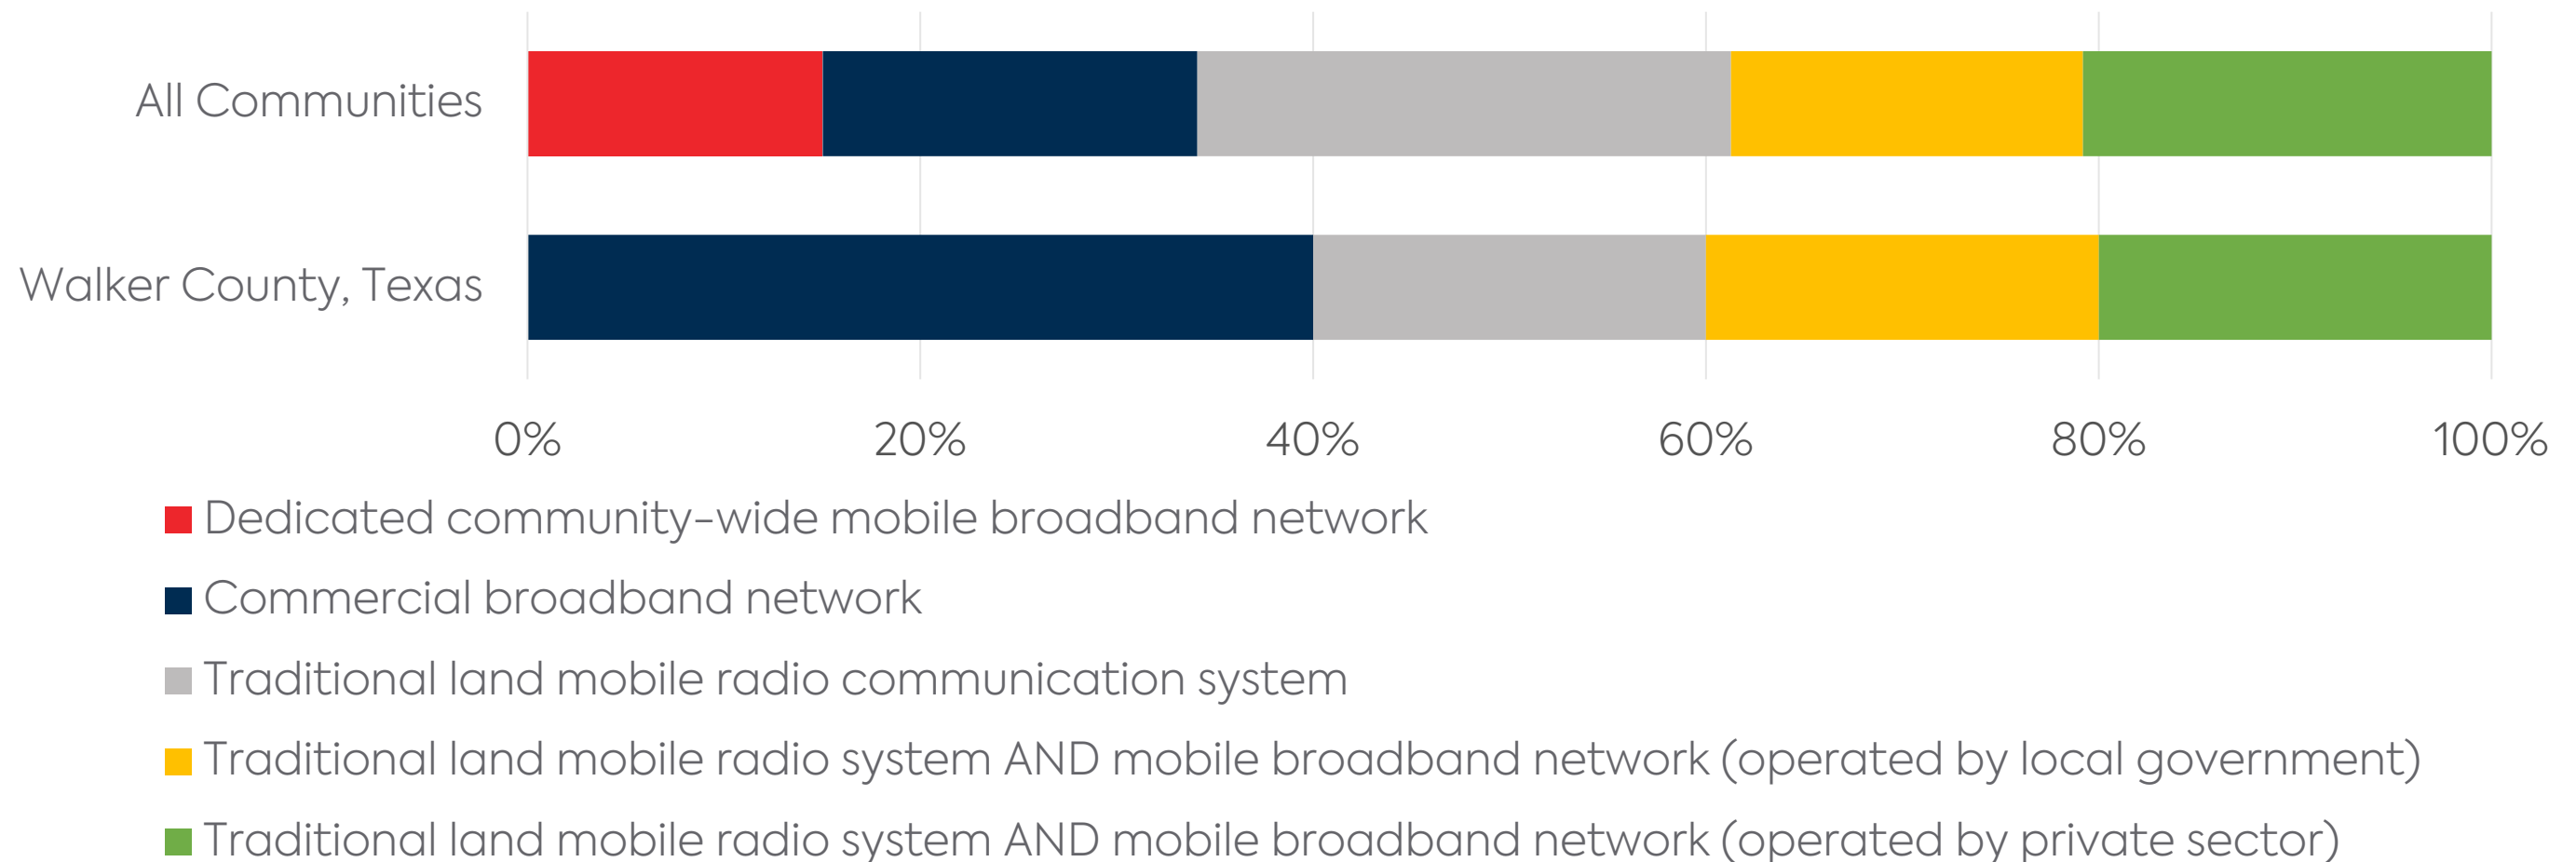 All Communities
Walker County, Texas
0% 20% 40% 60% 80% 100%
Dedicated community-wide mobile broadband network
Commercial broadband network
Traditional land mobile radio communication system
Traditional land mobile radio system AND mobile broadband network (operated by local government)
Traditional land mobile radio system AND mobile broadband network (operated by private sector)